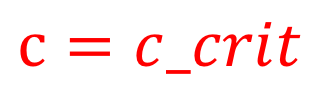 c = c_crit